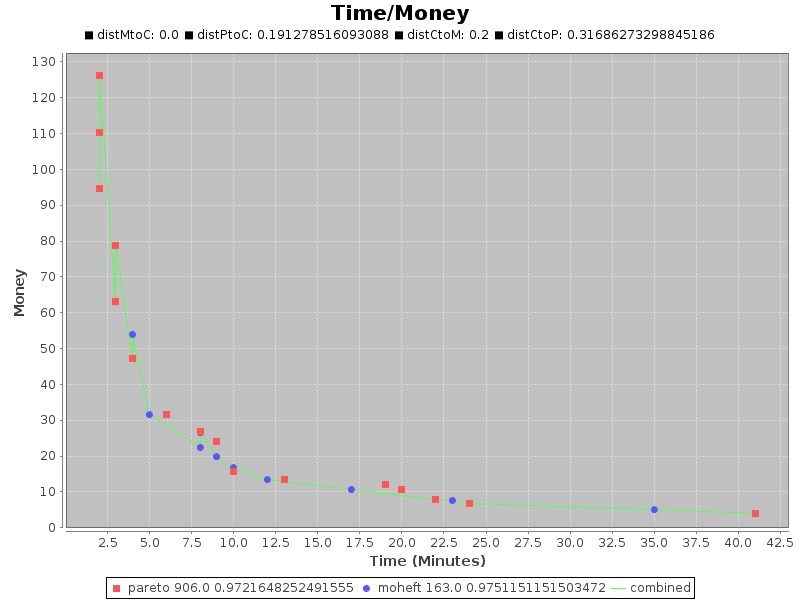 Time/Money
distMtoC: 0.0 distPtoC: 0.191278516093088 distCtoM: 0.2 distCtoP: 0.31686273298845186
130
120
110
100
90
80
70
60
50
40
30
20
10
0
Money
2.5 5.0 7.5 10.0 12.5 15.0 17.5 20.0 22.5 25.0 27.5 30.0 32.5 35.0 37.5 40.0 42.5
Time (Minutes)
pareto 906.0 0.9721648252491555 moheft 163.0 0.9751151151503472 combined